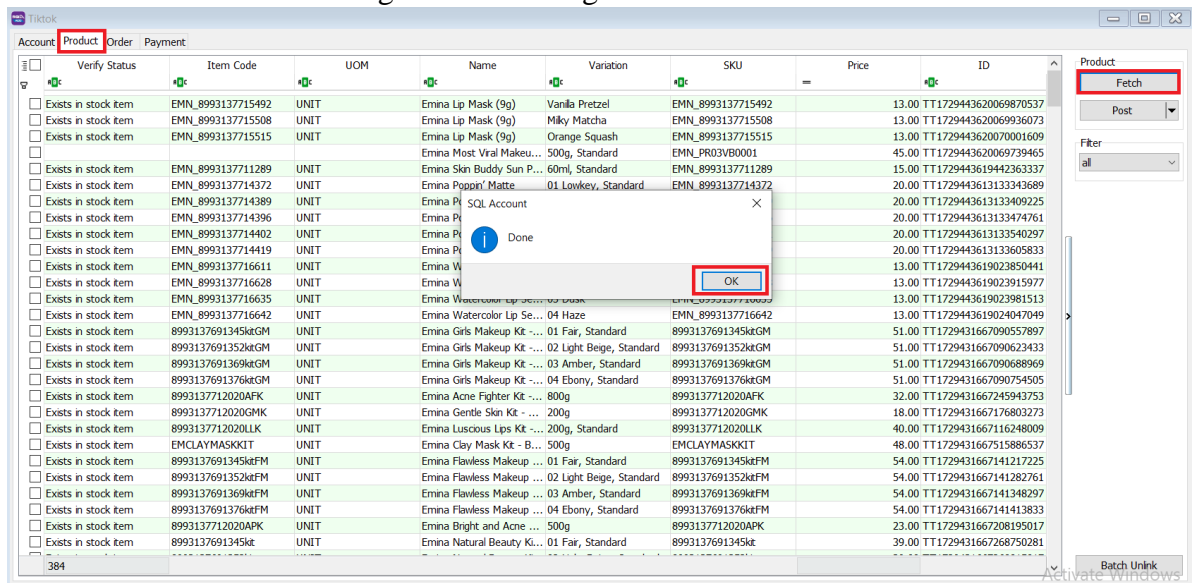 Tiktok
Account Product Order Payment
Verify Status Item Code UOM Name Variation SKU Price ID
=
Exists in stock item EMN_8993137715492 UNIT Emina Lip Mask (9g) Vanilla Pretzel EMN_8993137715492 13.00 TT1729443620069870537
Exists in stock item EMN_8993137715508 UNIT Emina Lip Mask (9g) Milky Matcha EMN_8993137715508 13.00 TT1729443620069936073
Exists in stock item EMN_8993137715515 UNIT Emina Lip Mask (9g) Orange Squash EMN_8993137715515 13.00 TT1729443620070001609
Emina Most Viral Makeu... 500g, Standard EMN_PR03VB0001 45.00 TT1729443620069739465
Exists in stock item EMN_8993137711289 UNIT Emina Skin Buddy Sun P... 60ml, Standard EMN_8993137711289 15.00 TT1729443619442363337
Exists in stock item EMN_8993137714372 UNIT Emina Poppin' Matte 01 Lowkey, Standard EMN_8993137714372 20.00 TT1729443613133343689
Exists in stock item EMN_8993137714389 UNIT Emina 20.00 TT1729443613133409225
Exists in stock item EMN_8993137714396 UNIT Emina 20.00 TT1729443613133474761
Exists in stock item EMN_8993137714402 UNIT Emina 20.00 TT1729443613133540297
Exists in stock item EMN_8993137714419 UNIT Emina 20.00 TT1729443613133605833
Exists in stock item EMN_8993137716611 UNIT Emina 13.00 TT1729443619023850441
Exists in stock item EMN_8993137716628 UNIT Emina 13.00 TT1729443619023915977
Exists in stock item EMN_8993137716635 UNIT Emina Watercolor Lip Se... 03 Dusk EMN_8993137716635 13.00 TT1729443619023981513
Exists in stock item EMN_8993137716642 UNIT Emina Watercolor Lip Se... 04 Haze EMN_8993137716642 13.00 TT1729443619024047049
Exists in stock item 8993137691345kitGM UNIT Emina Girls Makeup Kit -... 01 Fair, Standard 8993137691345kitGM 51.00 TT1729431667090557897
Exists in stock item 8993137691352kitGM UNIT Emina Girls Makeup Kit -... 02 Light Beige, Standard 8993137691352kitGM 51.00 TT1729431667090623433
Exists in stock item 8993137691369kitGM UNIT Emina Girls Makeup Kit -... 03 Amber, Standard 8993137691369kitGM 51.00 TT1729431667090688969
Exists in stock item 8993137691376kitGM UNIT Emina Girls Makeup Kit -... 04 Ebony, Standard 8993137691376kitGM 51.00 TT1729431667090754505
Exists in stock item 8993137712020AFK UNIT Emina Acne Fighter Kit -... 800g 8993137712020AFK 32.00 TT1729431667245943753
Exists in stock item 8993137712020GMK UNIT Emina Gentle Skin Kit - ... 200g 8993137712020GMK 18.00 TT1729431667176803273
Exists in stock item 8993137712020LLK UNIT Emina Luscious Lips Kit -... 200g, Standard 8993137712020LLK 40.00 TT1729431667116248009
Exists in stock item EMCLAYMASKKIT UNIT Emina Clay Mask Kit - B... 500g EMCLAYMASKKIT 48.00 TT1729431667515886537
Exists in stock item 8993137691345kitFM UNIT Emina Flawless Makeup ... 01 Fair, Standard 8993137691345kitFM 54.00 TT1729431667141217225
Exists in stock item 8993137691352kitFM UNIT Emina Flawless Makeup ... 02 Light Beige, Standard 8993137691352kitFM 54.00 TT1729431667141282761
Exists in stock item 8993137691369kitFM UNIT Emina Flawless Makeup ... 03 Amber, Standard 8993137691369kitFM 54.00 TT1729431667141348297
Exists in stock item 8993137691376kitFM UNIT Emina Flawless Makeup ... 04 Ebony, Standard 8993137691376kitFM 54.00 TT1729431667141413833
Exists in stock item 8993137712020APK UNIT Emina Bright and Acne ... 500g 8993137712020APK 23.00 TT1729431667208195017
Exists in stock item 8993137691345kit UNIT Emina Natural Beauty Ki... 01 Fair, Standard 8993137691345kit 39.00 TT1729431667268750281
384
SQL Account
Done
OK
Product
Fetch
Post
Filter
all
Batch Unlink
Activate Windows